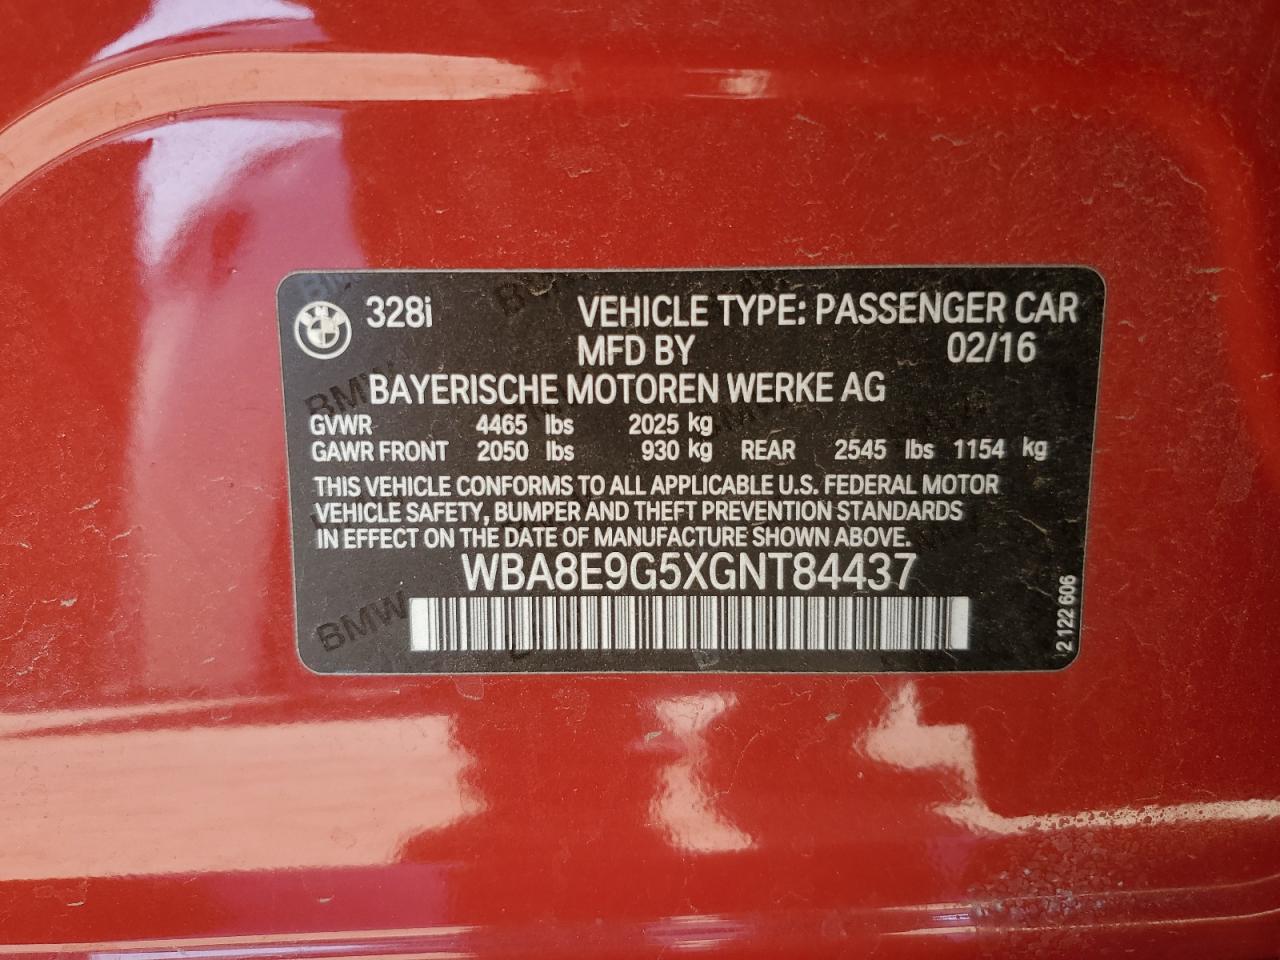 328i VEHICLE TYPE: PASSENGER CAR
MFD BY 02/16
BAYERISCHE MOTOREN WERKE AG
GVWR 4465 lbs 2025 kg
GAWR FRONT 2050 lbs 930 kg REAR 2545 lbs 1154 kg
THIS VEHICLE CONFORMS TO ALL APPLICABLE U.S. FEDERAL MOTOR
VEHICLE SAFETY, BUMPER AND THEFT PREVENTION STANDARDS
IN EFFECT ON THE DATE OF MANUFACTURE SHOWN ABOVE.
WBA8E9G5XGNT84437
2 122 606
BMW
BMW